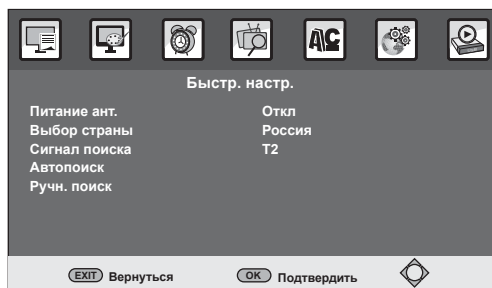 Быстр. настр.
Питание ант. Откл
Выбор страны Россия
Сигнал поиска T2
Автопоиск
Ручн. поиск
EXIT Вернуться OK Подтвердить